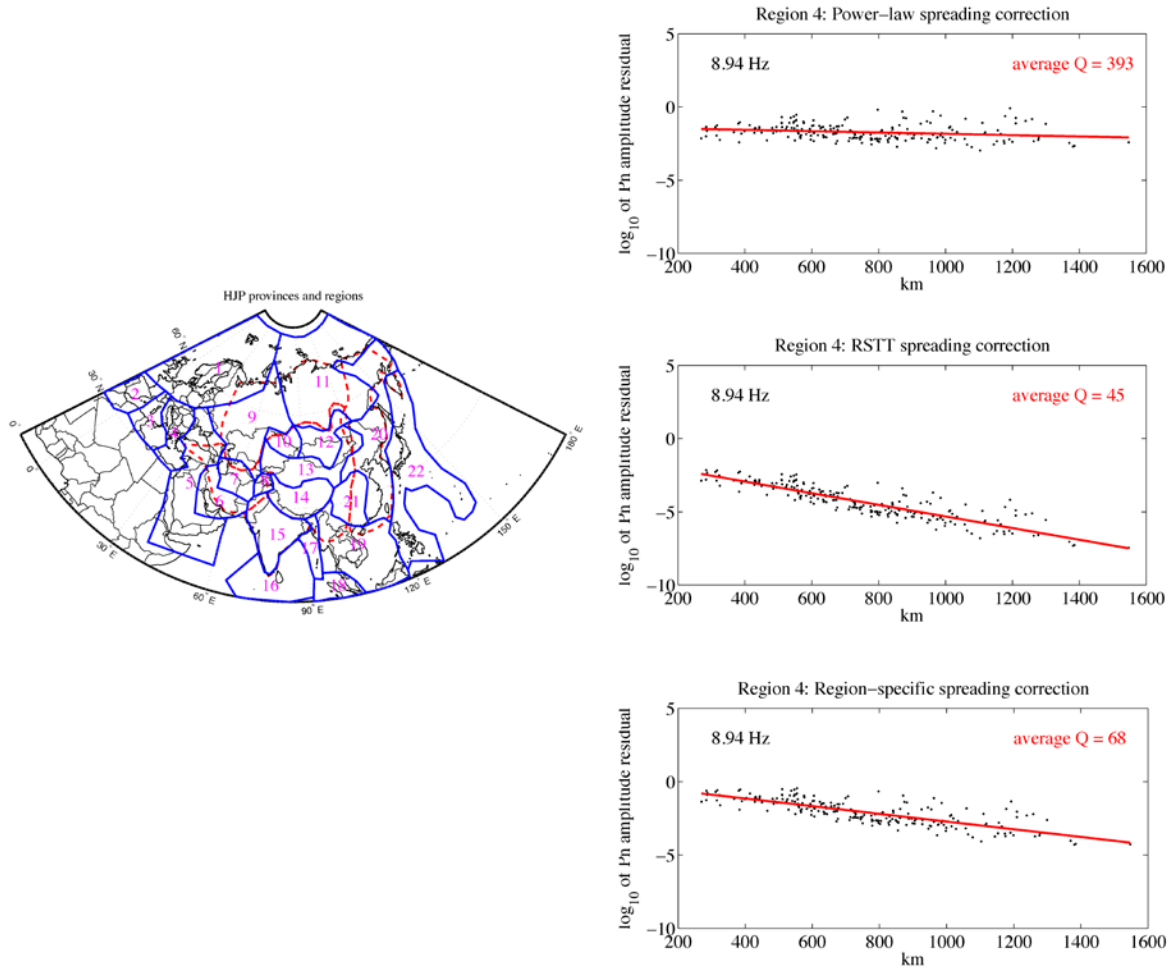 HJP provinces and regions
60° N
30° N
0°
0°
30° E
60° E
90° E
120° E
150° E
180° E
1
2
3
4
5
6
7
8
9
10
11
12
13
14
15
16
17
18
19
20
21
22
Region 4: Power-law spreading correction
8.94 Hz
average Q = 393
log10 of Pn amplitude residual
5
0
−5
−10
200 400 600 800 1000 1200 1400 1600
km
Region 4: RSTT spreading correction
8.94 Hz
average Q = 45
log10 of Pn amplitude residual
5
0
−5
−10
200 400 600 800 1000 1200 1400 1600
km
Region 4: Region-specific spreading correction
8.94 Hz
average Q = 68
log10 of Pn amplitude residual
5
0
−5
−10
200 400 600 800 1000 1200 1400 1600
km